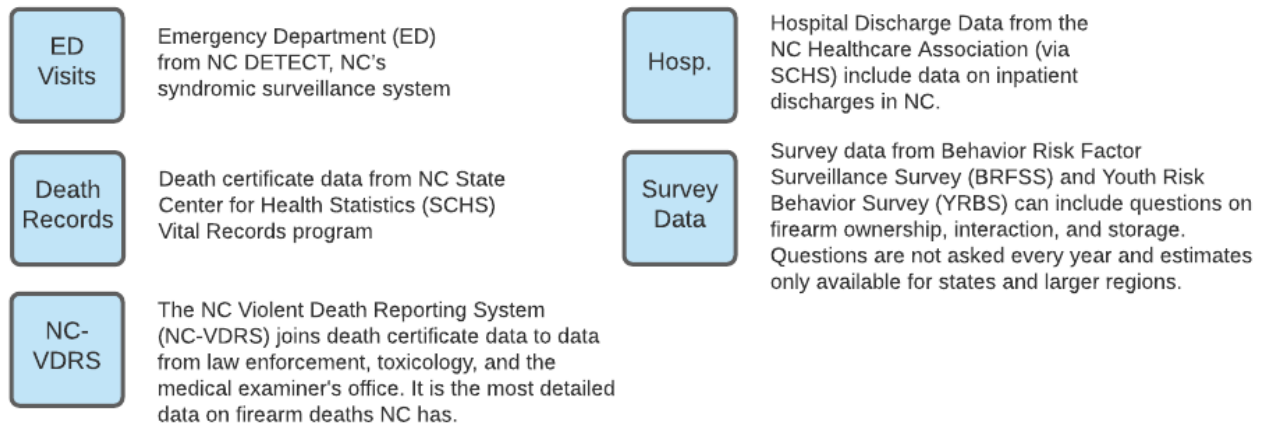 ED
Visits
Emergency Department (ED)
from NC DETECT, NC's
syndromic surveillance system
Death
Records
Death certificate data from NC State
Center for Health Statistics (SCHS)
Vital Records program
NC-
VDRS
The NC Violent Death Reporting System
(NC-VDRS) joins death certificate data to data
from law enforcement, toxicology, and the
medical examiner's office. It is the most detailed
data on firearm deaths NC has.
Hosp.
Hospital Discharge Data from the
NC Healthcare Association (via
SCHS) include data on inpatient
discharges in NC.
Survey
Data
Survey data from Behavior Risk Factor
Surveillance Survey (BRFSS) and Youth Risk
Behavior Survey (YRBS) can include questions on
firearm ownership, interaction, and storage.
Questions are not asked every year and estimates
only available for states and larger regions.